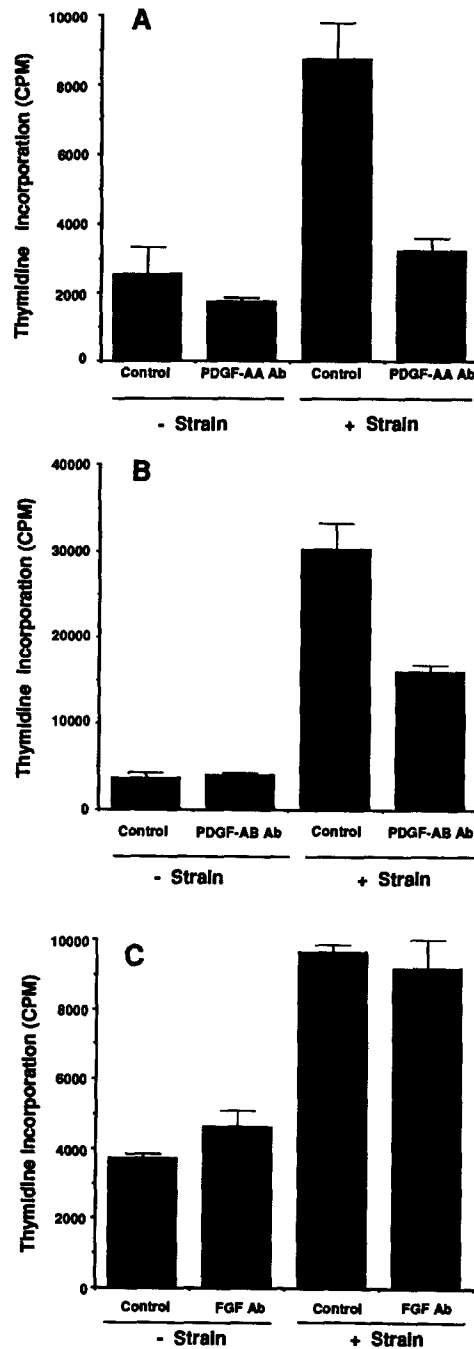 A
Thymidine Incorporation (CPM)
10000
8000
6000
4000
2000
0
Control PDGF-AA Ab Control PDGF-AA Ab
- Strain + Strain
B
Thymidine Incorporation (CPM)
40000
30000
20000
10000
0
Control PDGF-AB Ab Control PDGF-AB Ab
- Strain + Strain
C
Thymidine Incorporation (CPM)
10000
8000
6000
4000
2000
0
Control FGF Ab Control FGF Ab
- Strain + Strain